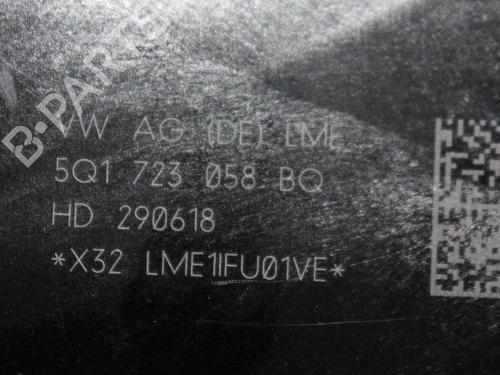 B-PARTS
VW AG (DE) LME
5Q1 723 058 BQ
HD 290618
*X32 LME1IFU01VE*